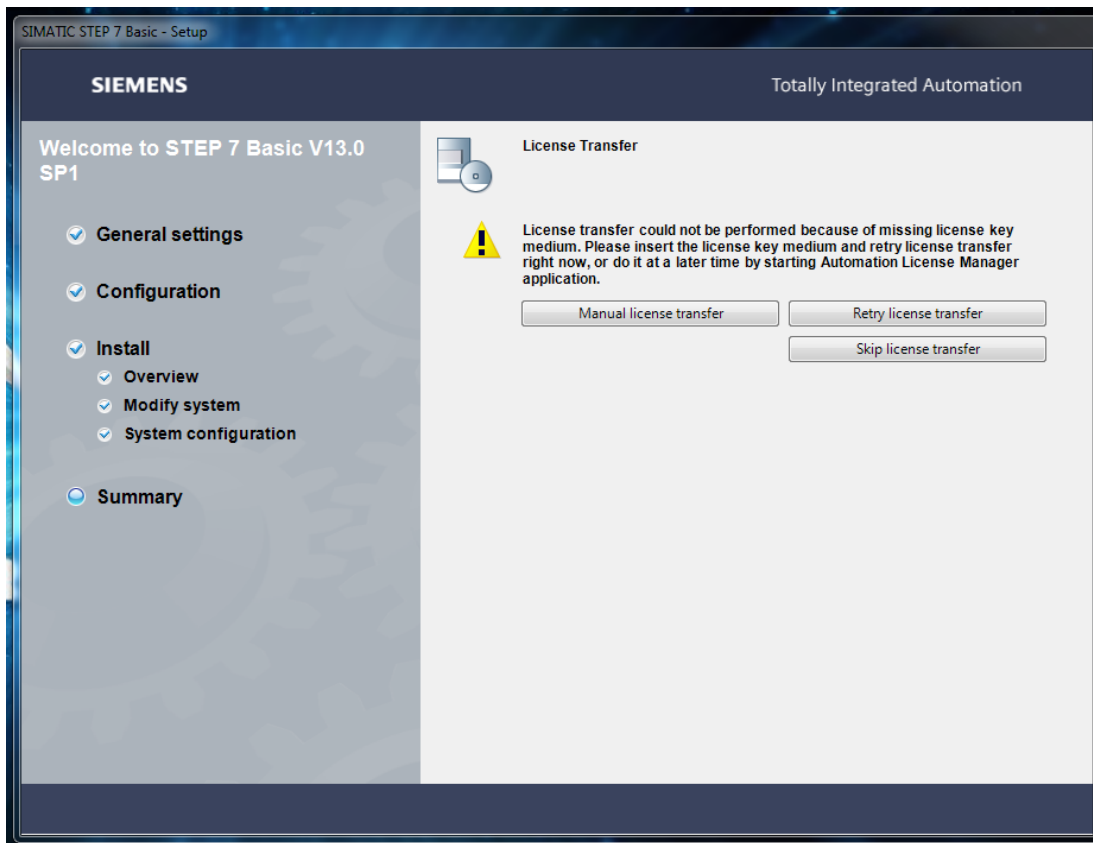 SIMATIC STEP 7 Basic - Setup
SIEMENS
Totally Integrated Automation
Welcome to STEP 7 Basic V13.0
SP1
General settings
Configuration
Install
Overview
Modify system
System configuration
Summary
License Transfer
License transfer could not be performed because of missing license key
medium. Please insert the license key medium and retry license transfer
right now, or do it at a later time by starting Automation License Manager
application.
Manual license transfer
Retry license transfer
Skip license transfer